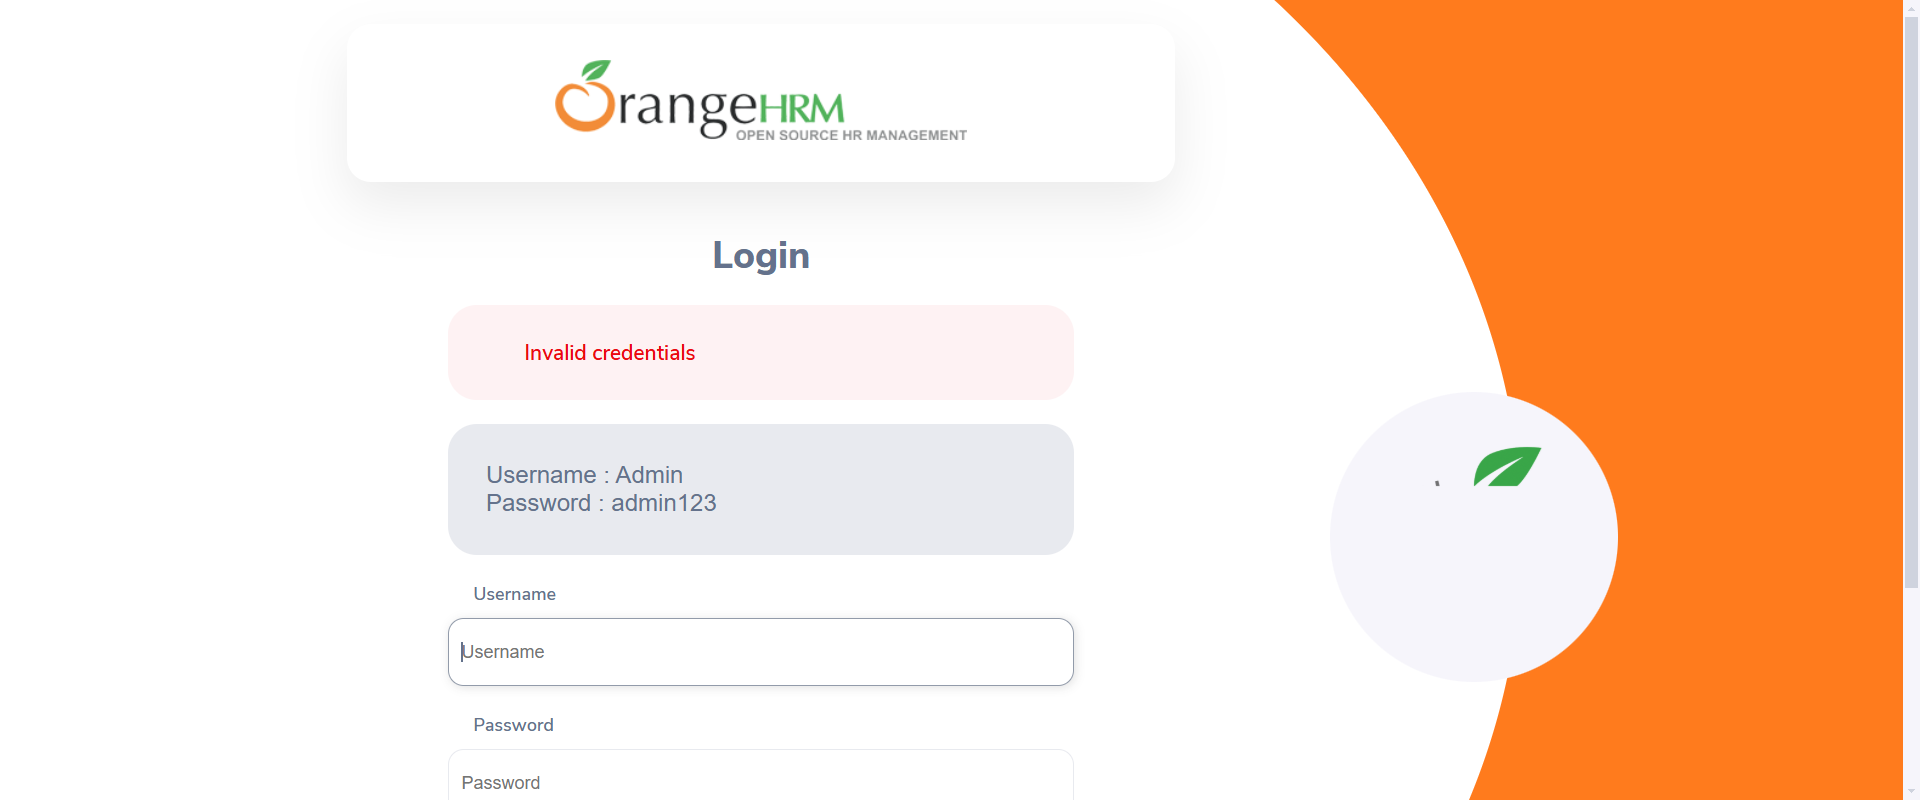 OrangeHRM
OPEN SOURCE HR MANAGEMENT
Login
Invalid credentials
Username : Admin
Password : admin123
Username
Username
Password
Password